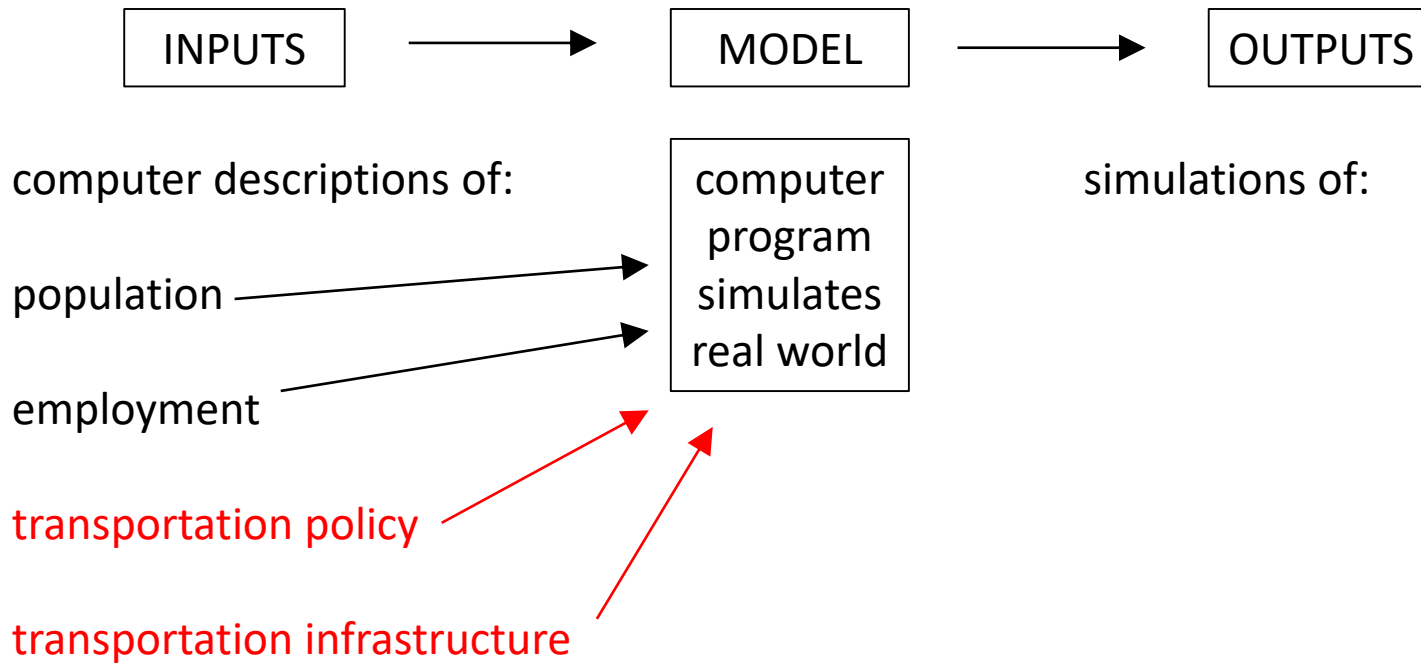 INPUTS
MODEL
OUTPUTS
computer descriptions of:
computer
program
simulates
real world
simulations of:
population
employment
transportation policy
transportation infrastructure